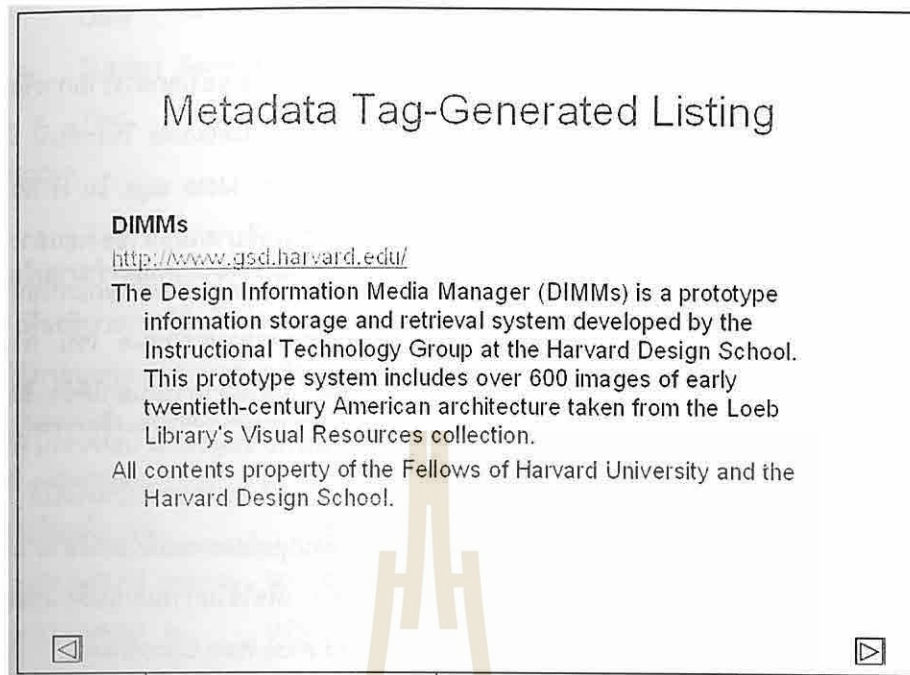 Metadata Tag-Generated Listing
DIMMs
http://www.gsd.harvard.edu/
The Design Information Media Manager (DIMMs) is a prototype
information storage and retrieval system developed by the
Instructional Technology Group at the Harvard Design School.
This prototype system includes over 600 images of early
twentieth-century American architecture taken from the Loeb
Library's Visual Resources collection.
All contents property of the Fellows of Harvard University and the
Harvard Design School.